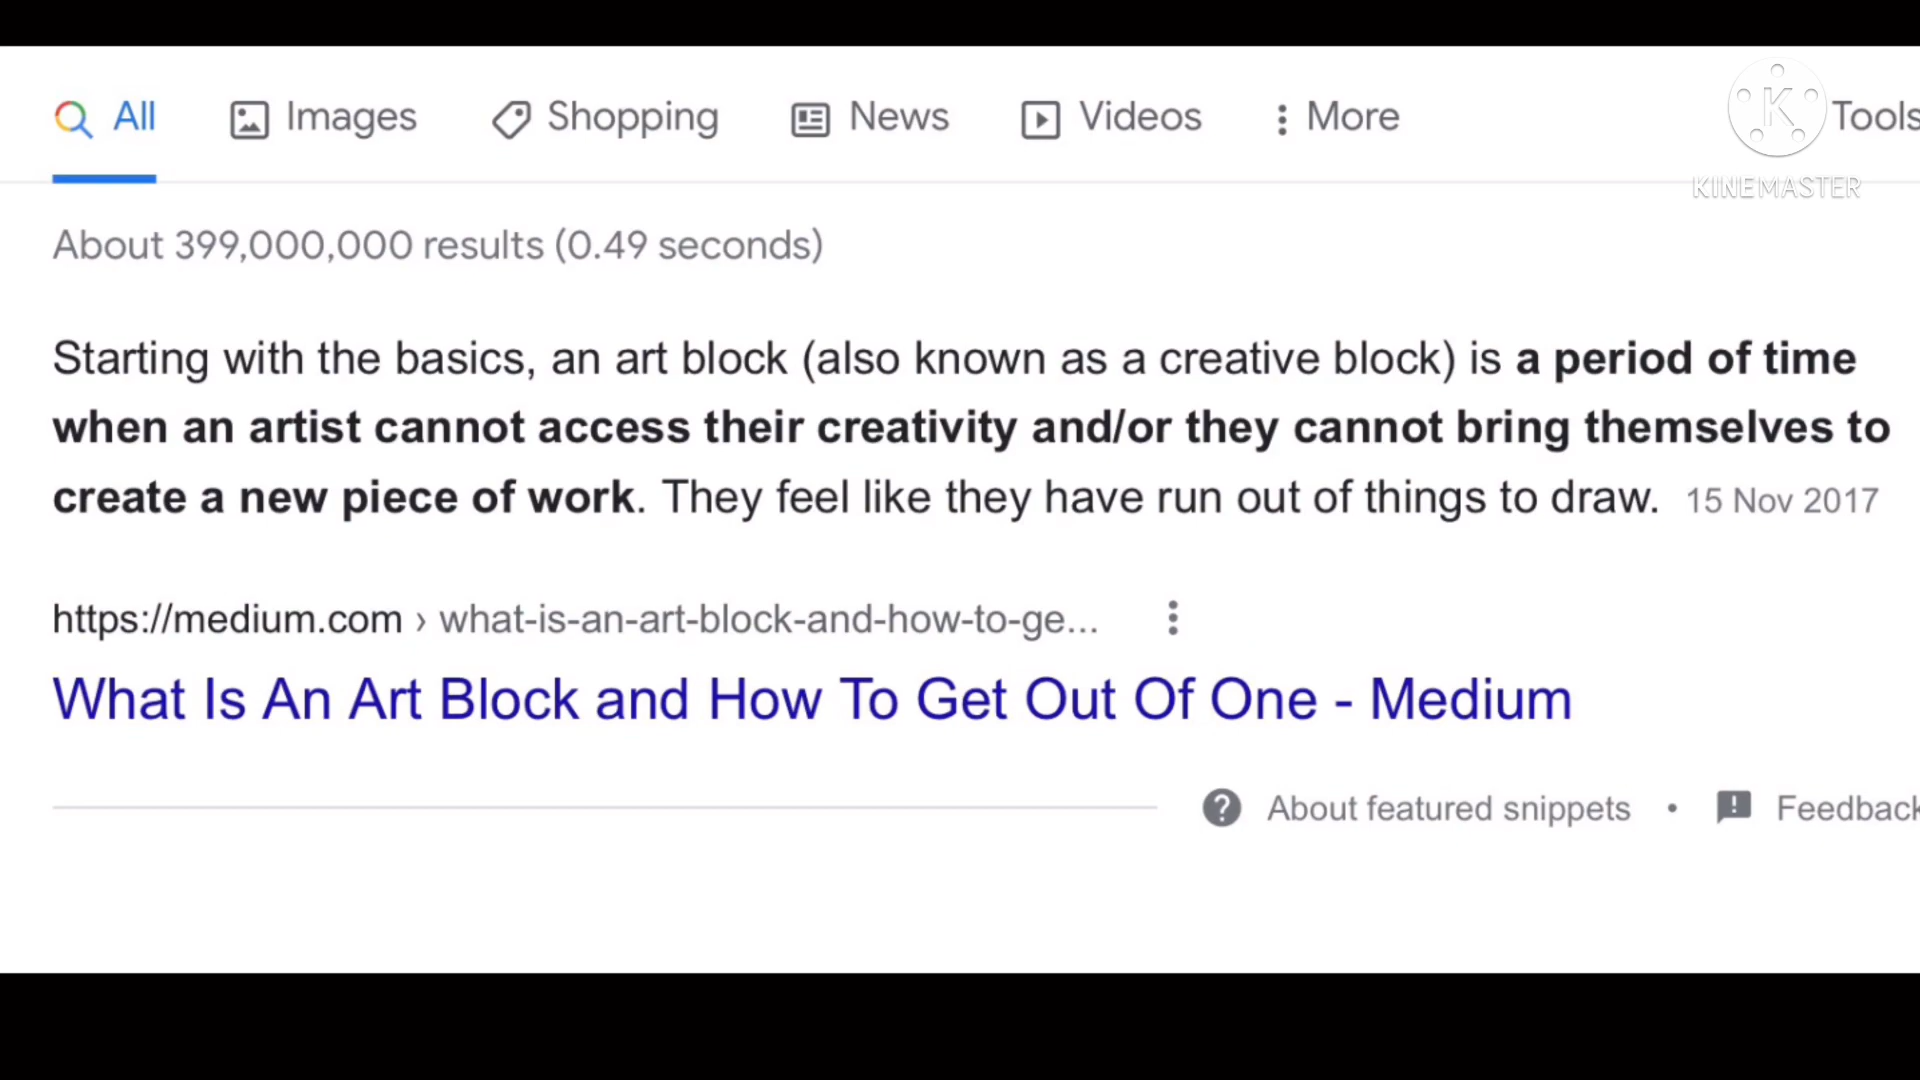 All Images Shopping News Videos More Tools
KINEMASTER
About 399,000,000 results (0.49 seconds)
Starting with the basics, an art block (also known as a creative block) is a period of time
when an artist cannot access their creativity and/or they cannot bring themselves to
create a new piece of work. They feel like they have run out of things to draw. 15 Nov 2017
https://medium.com › what-is-an-art-block-and-how-to-ge...
What Is An Art Block and How To Get Out Of One - Medium
About featured snippets • Feedback